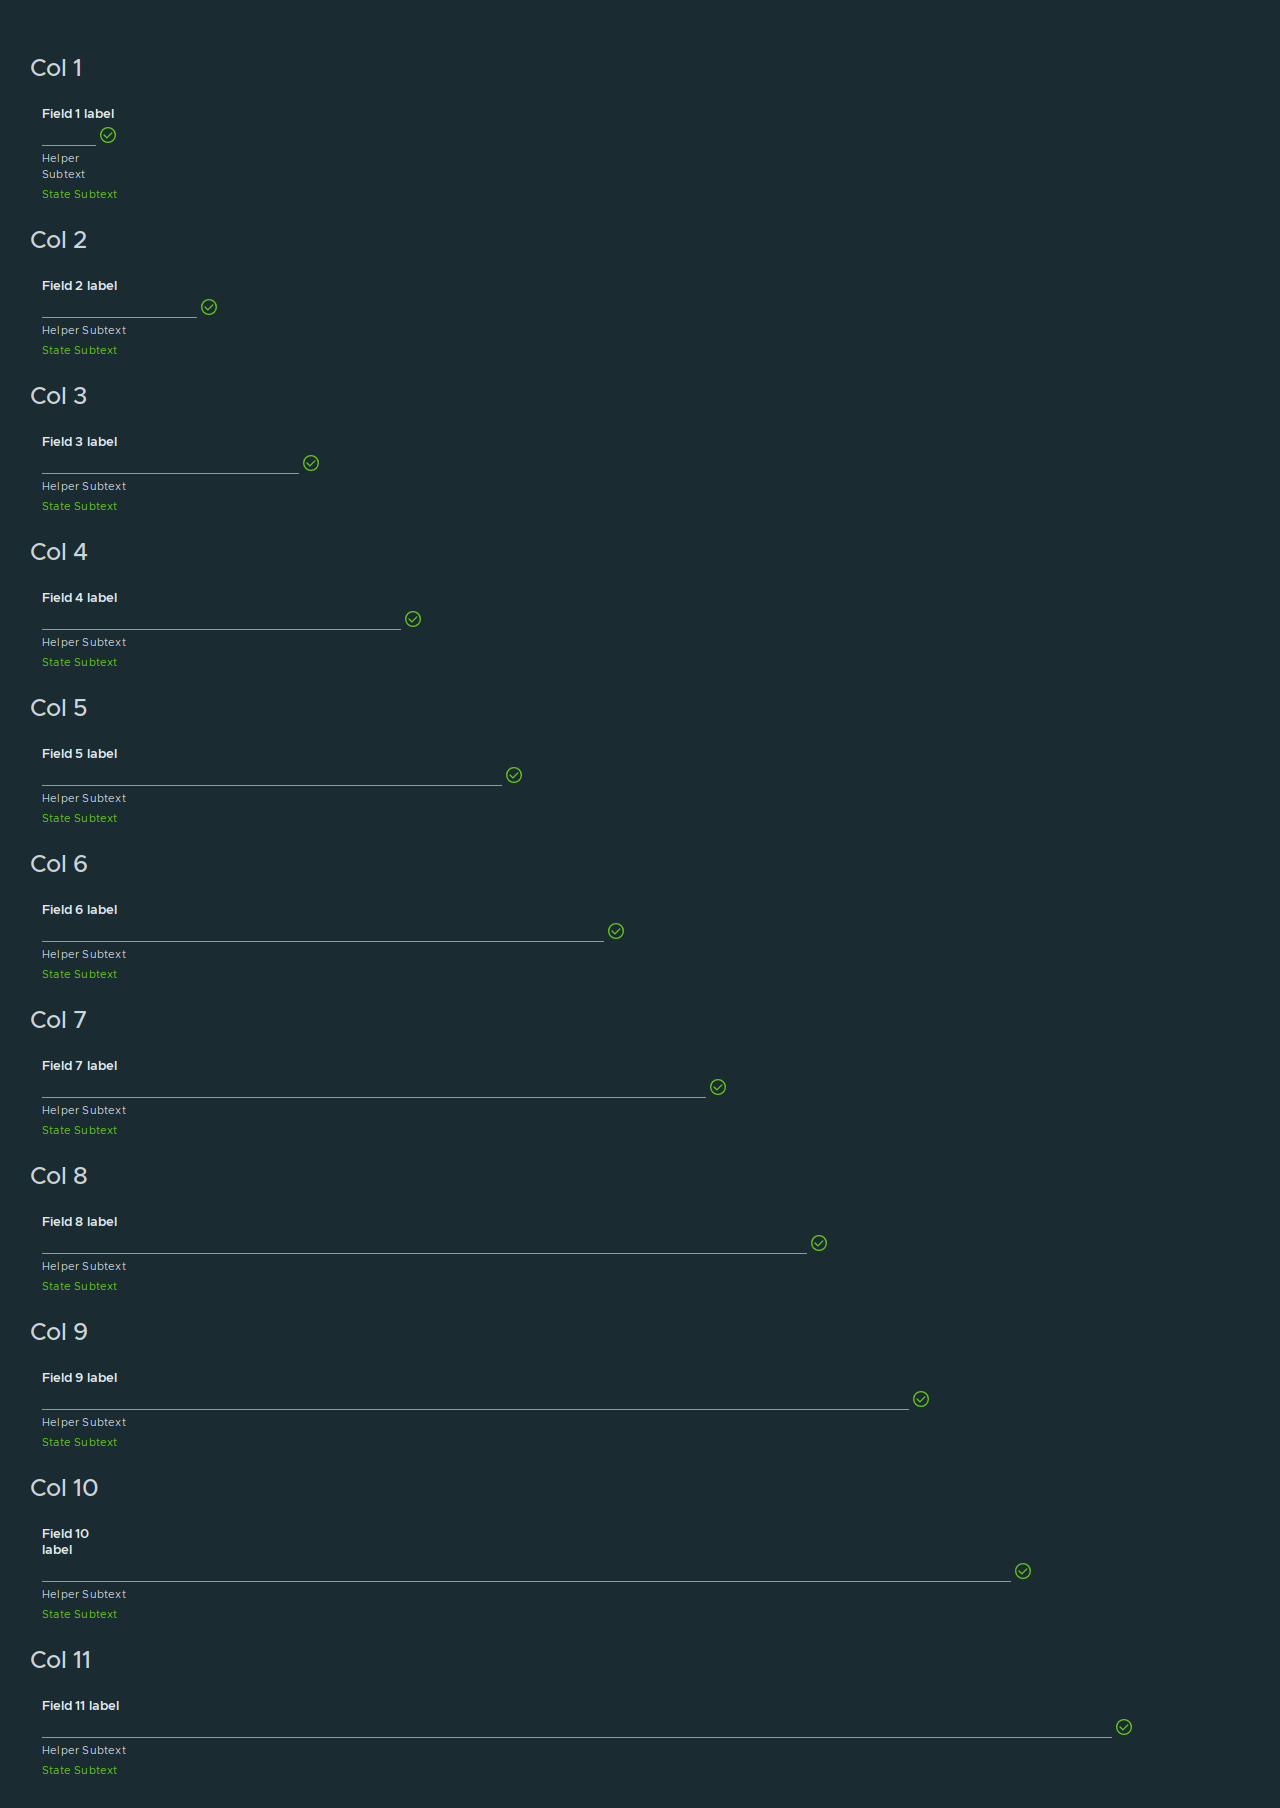 Col 1
Field 1 label
Helper
Subtext
State Subtext
Col 2
Field 2 label
Helper Subtext
State Subtext
Col 3
Field 3 label
Helper Subtext
State Subtext
Col 4
Field 4 label
Helper Subtext
State Subtext
Col 5
Field 5 label
Helper Subtext
State Subtext
Col 6
Field 6 label
Helper Subtext
State Subtext
Col 7
Field 7 label
Helper Subtext
State Subtext
Col 8
Field 8 label
Helper Subtext
State Subtext
Col 9
Field 9 label
Helper Subtext
State Subtext
Col 10
Field 10
label
Helper Subtext
State Subtext
Col 11
Field 11 label
Helper Subtext
State Subtext